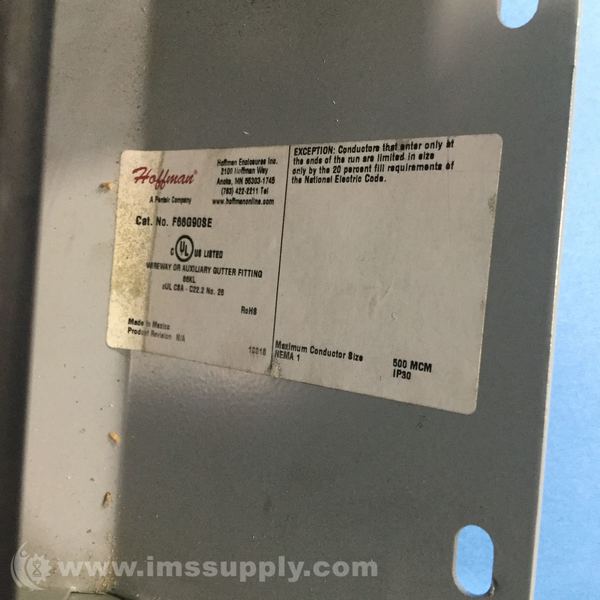 Hoffman®
A Pentair Company
Hoffman Enclosures Inc.
2100 Hoffman Way
Anoka, MN 55303-1745
(763) 422-2211 Tel
www.hoffmanonline.com
Cat. No. F66G90SE
C UL US LISTED
WIREWAY OR AUXILIARY GUTTER FITTING
66KL
cUL CSA - C22.2 No. 26
RoHS
Made in Mexico
Product Revision N/A
EXCEPTION: Conductors that enter only at
the ends of the run are limited in size
only by the 20 percent fill requirements of
the National Electric Code.
Maximum Conductor Size 500 MCM
NEMA 1 IP30
www.imssupply.com